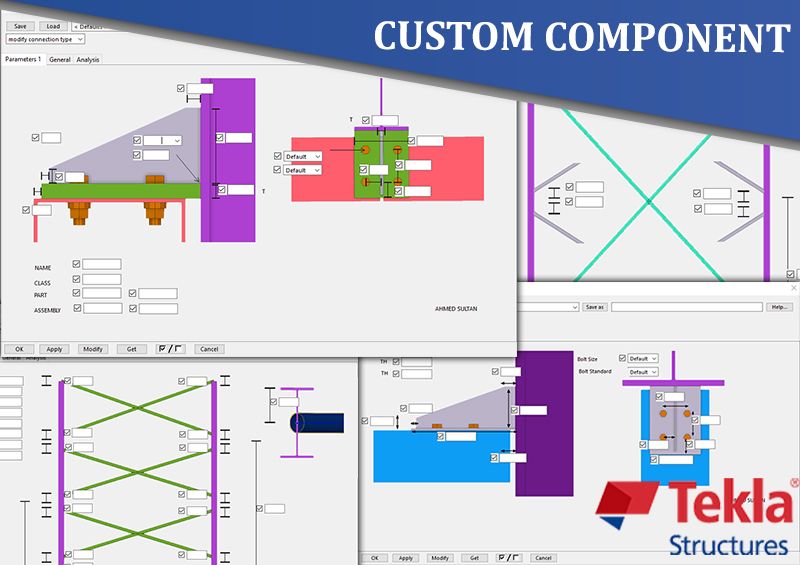 CUSTOM COMPONENT
Save Load < Defaults
modify connection type
Parameters 1 General Analysis
T
Default
Default
T
NAME
CLASS
PART
ASSEMBLY
AHMED SULTAN
OK Apply Modify Get Cancel
Save as Help...
General Analysis
TH
TH
Bolt Size Default
Bolt Standard Default
OK Apply Modify Get Cancel
Tekla®
Structures